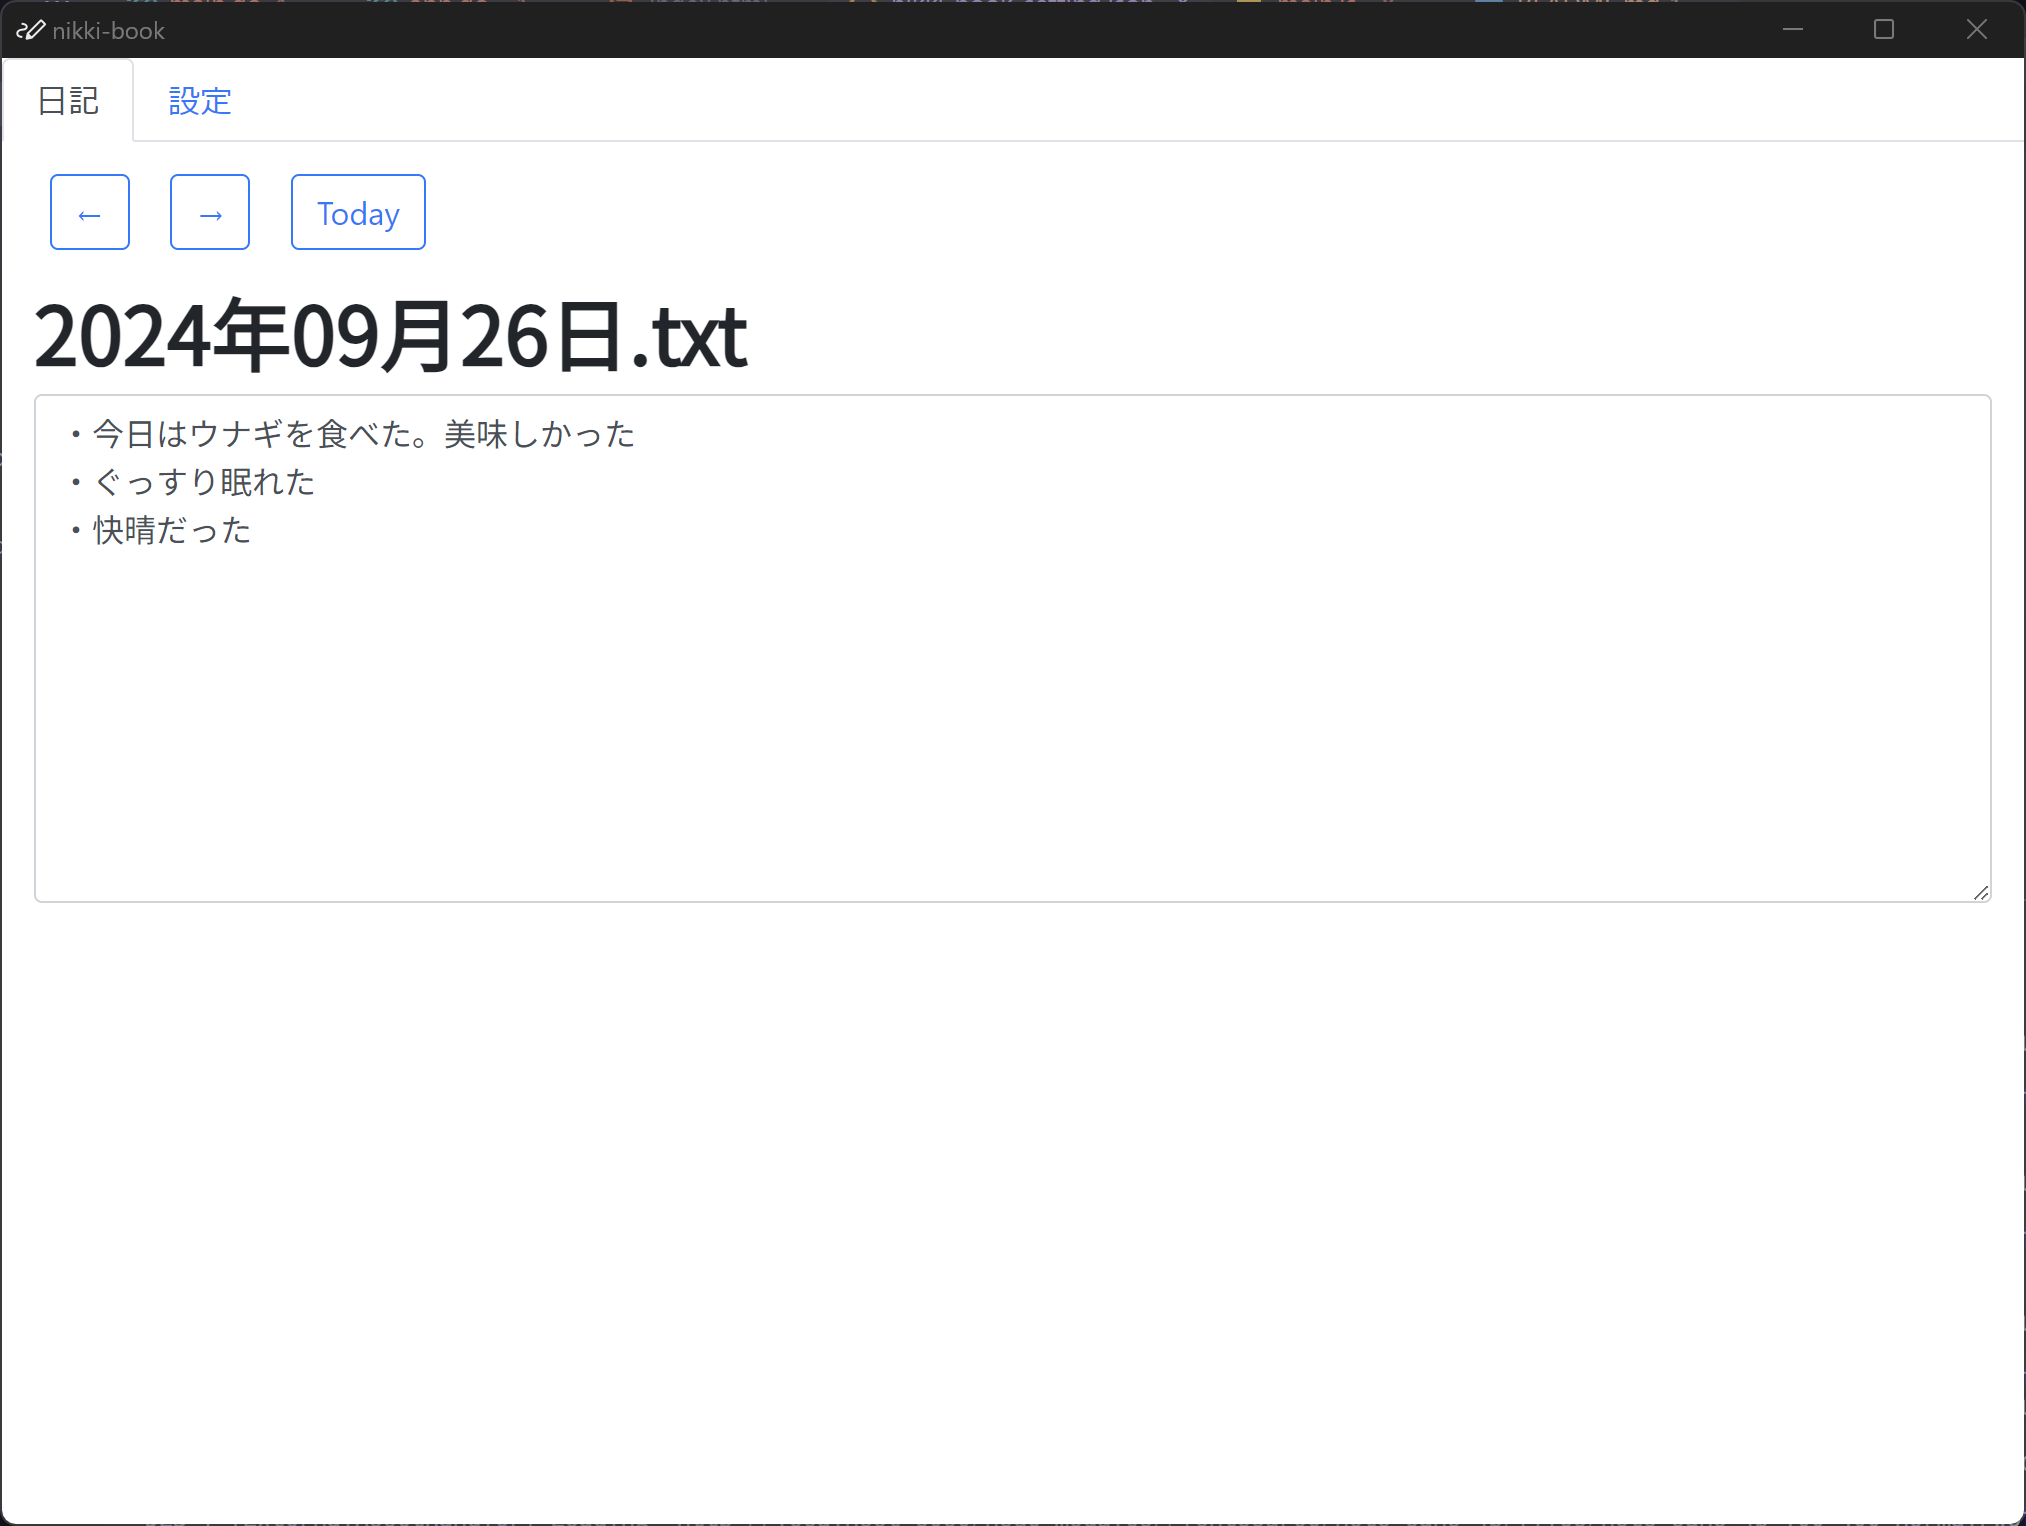 nikki-book
日記 設定
← → Today
2024年09月26日.txt
・今日はウナギを食べた。美味しかった
・ぐっすり眠れた
・快晴だった